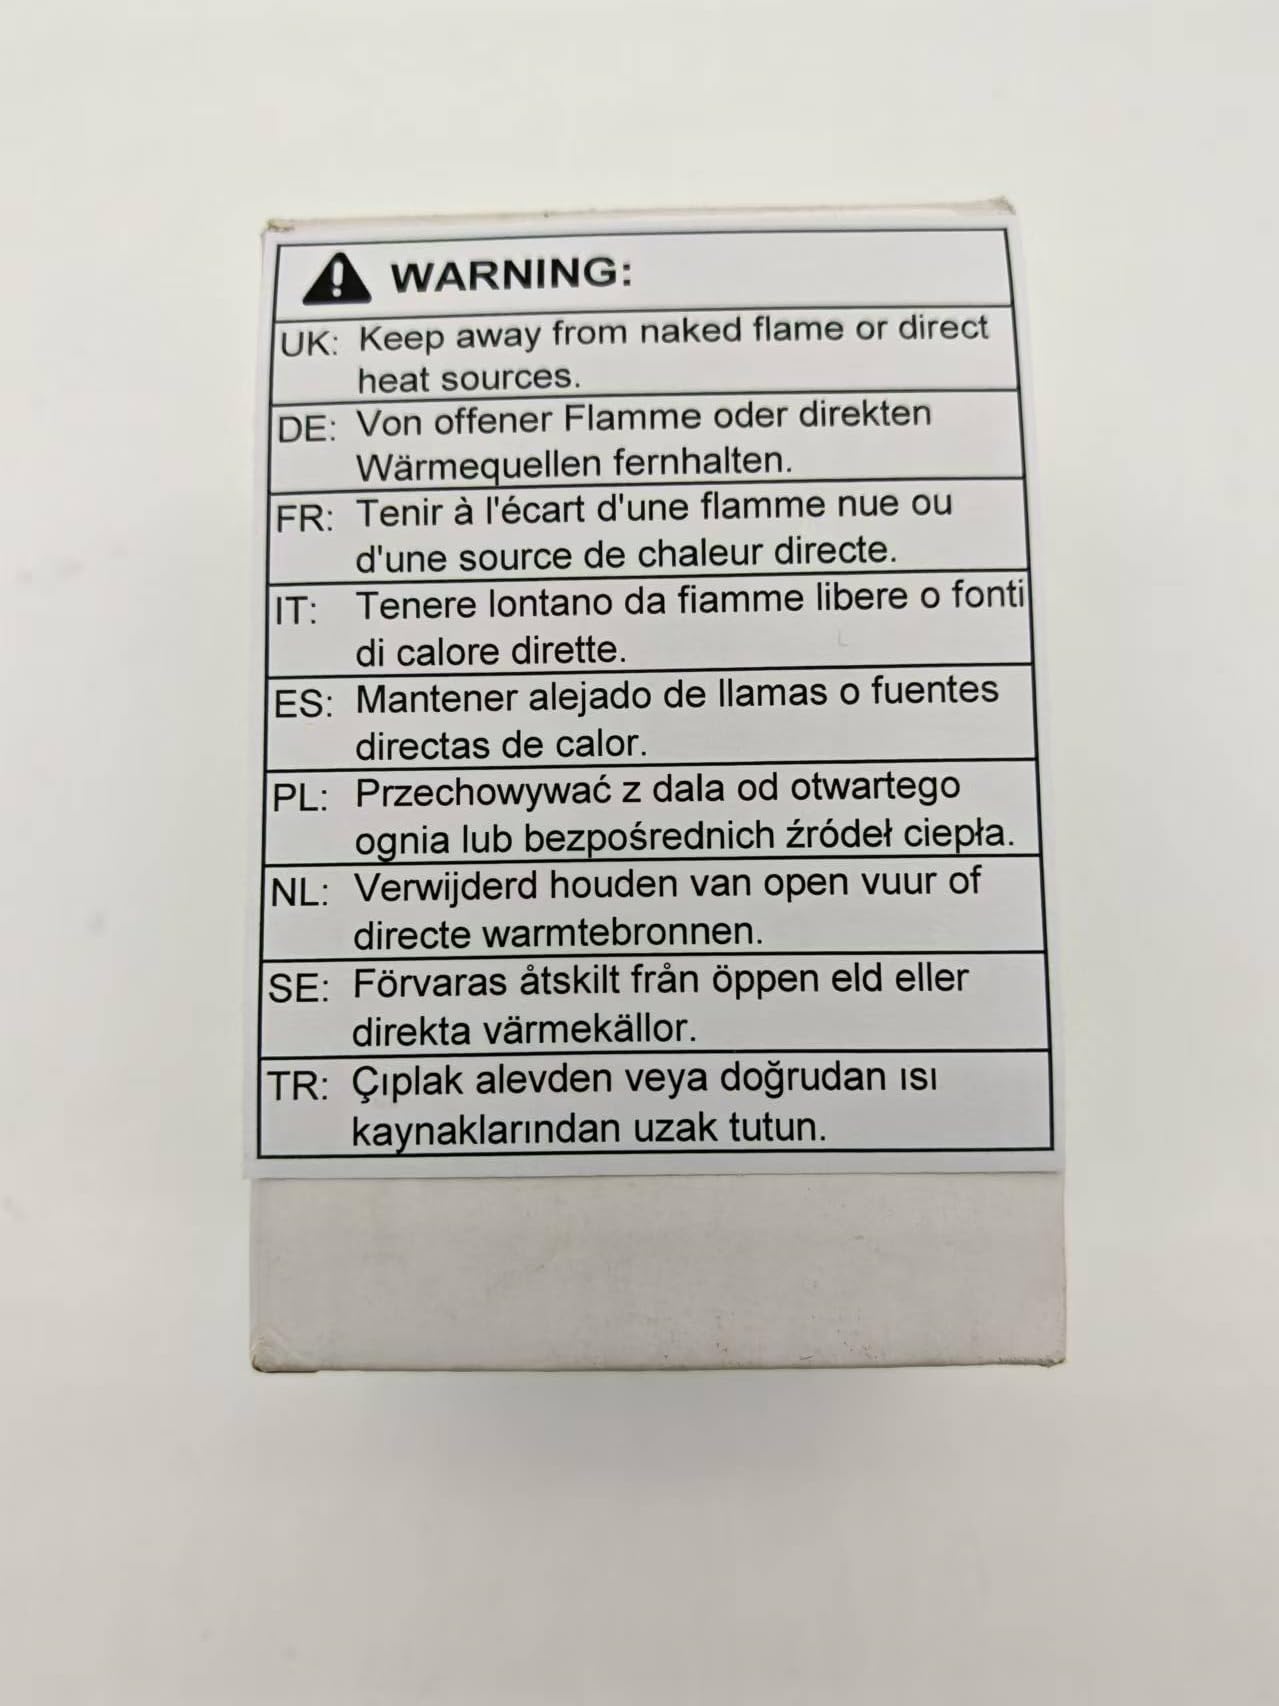 WARNING:
UK: Keep away from naked flame or direct
heat sources.
DE: Von offener Flamme oder direkten
Wärmequellen fernhalten.
FR: Tenir à l'écart d'une flamme nue ou
d'une source de chaleur directe.
IT: Tenere lontano da fiamme libere o fonti
di calore dirette.
ES: Mantener alejado de llamas o fuentes
directas de calor.
PL: Przechowywać z dala od otwartego
ognia lub bezpośrednich źródeł ciepła.
NL: Verwijderd houden van open vuur of
directe warmtebronnen.
SE: Förvaras åtskilt från öppen eld eller
direkta värmekällor.
TR: Çıplak alevden veya doğrudan ısı
kaynaklarından uzak tutun.